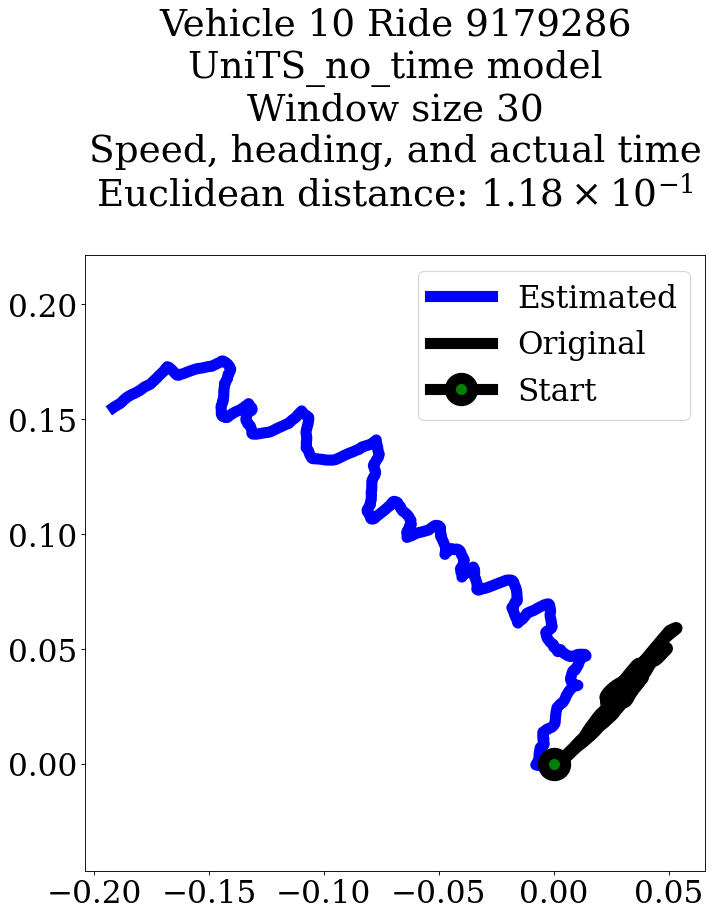 Vehicle 10 Ride 9179286
UniTS_no_time model
Window size 30
Speed, heading, and actual time
Euclidean distance: 1.18 × 10⁻¹
Estimated
Original
Start
0.20
0.15
0.10
0.05
0.00
−0.20 −0.15 −0.10 −0.05 0.00 0.05